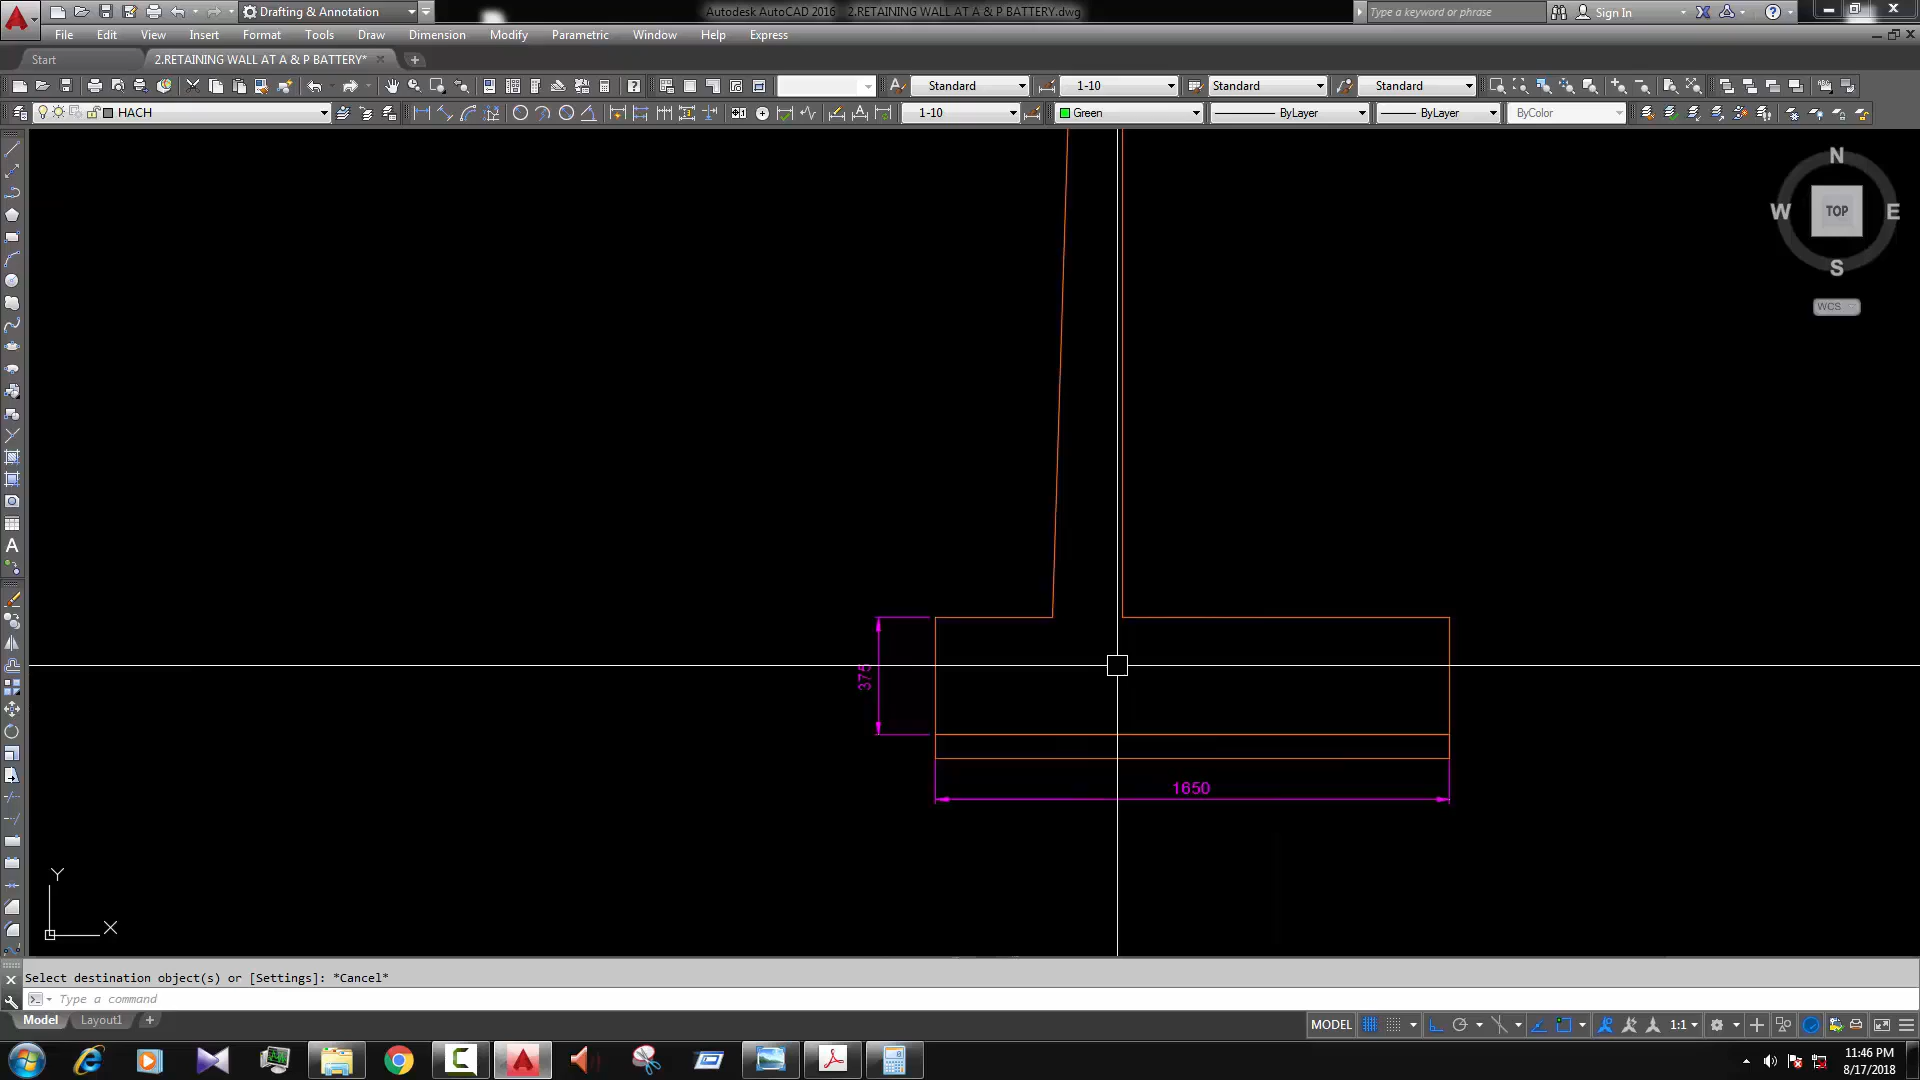 Drafting & Annotation
Autodesk AutoCAD 2016
2.RETAINING WALL AT A & P BATTERY.dwg
Type a keyword or phrase
Sign In
File Edit View Insert Format Tools Draw Dimension Modify Parametric Window Help Express
Start
2.RETAINING WALL AT A & P BATTERY*
Standard
1-10
Standard
Standard
HACH
1-10
Green
ByLayer
ByLayer
ByColor
N
W
TOP
E
S
WCS
375
1650
Y
X
Select destination object(s) or [Settings]: *Cancel*
Type a command
Model
Layout1
MODEL
1:1
11:46 PM
8/17/2018